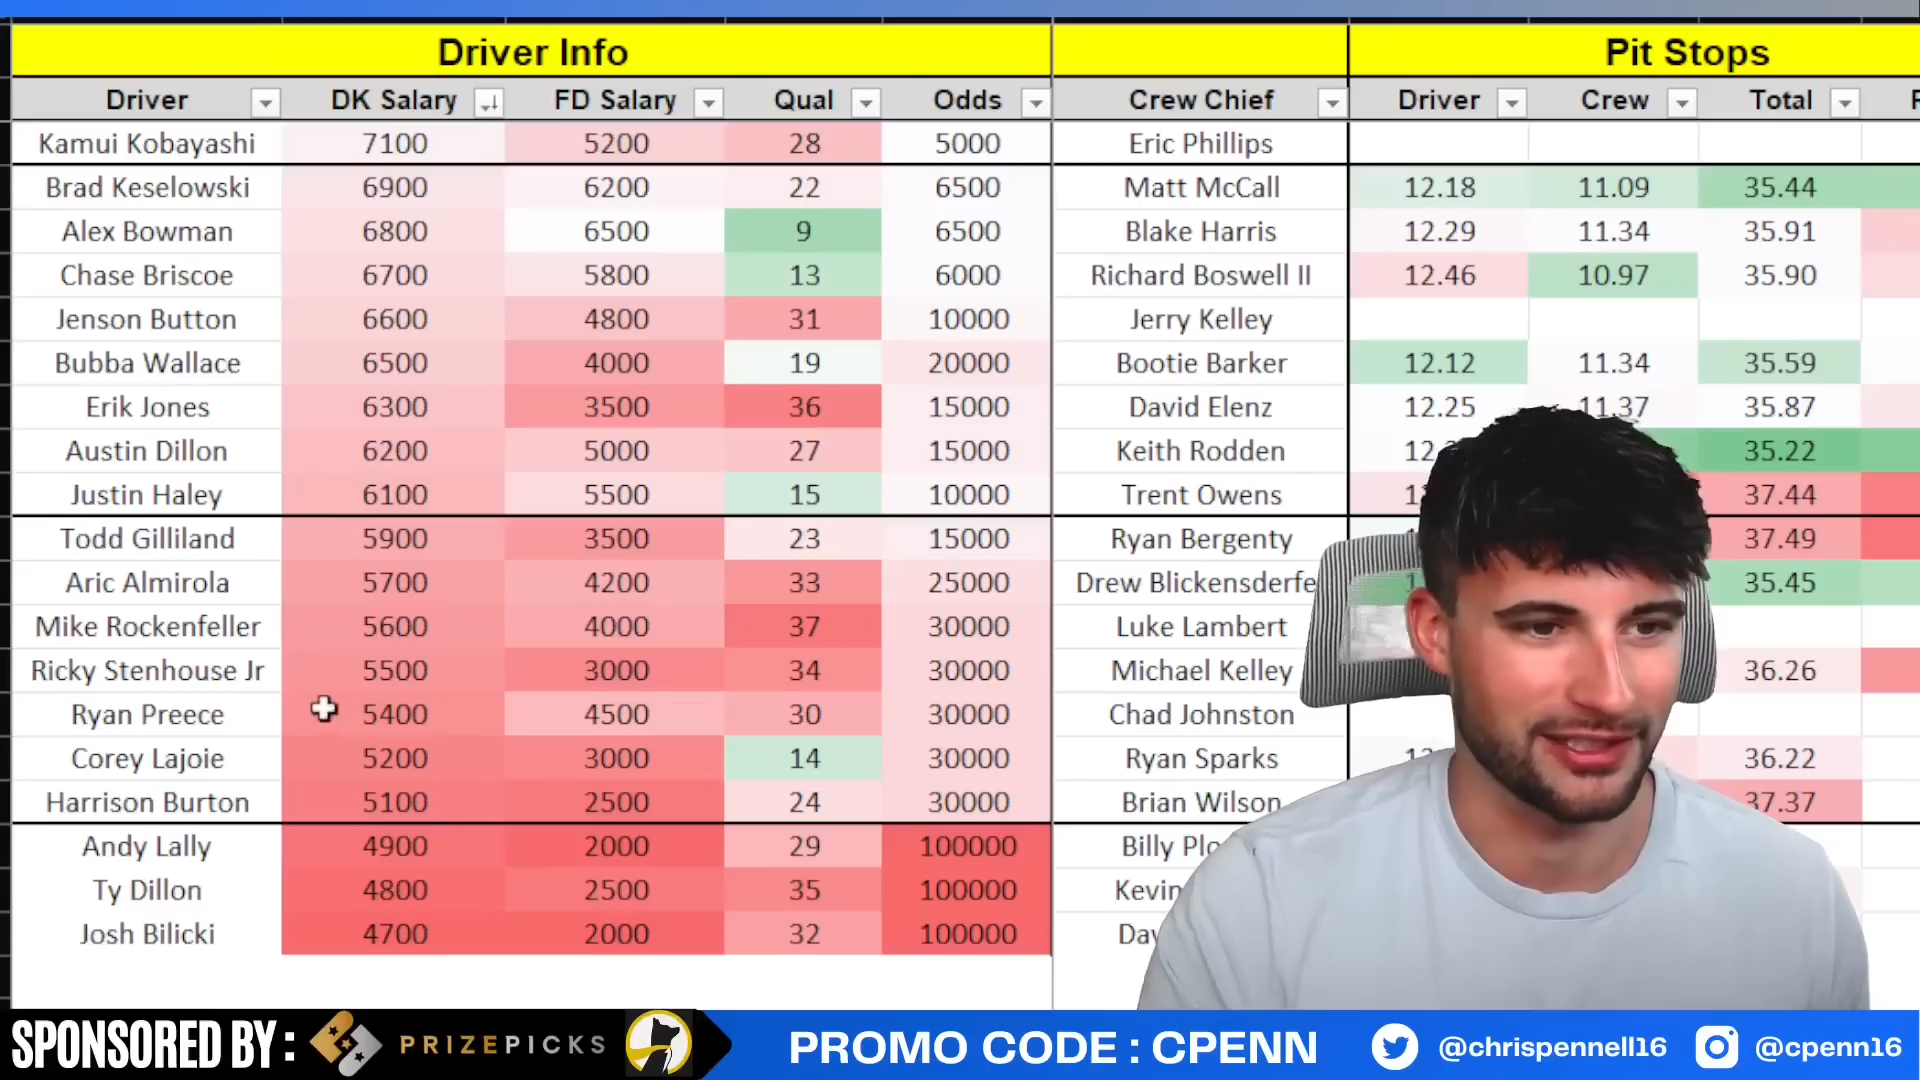 Driver Info Pit Stops
Driver DK Salary FD Salary Qual Odds Crew Chief Driver Crew Total
Kamui Kobayashi 7100 5200 28 5000 Eric Phillips
Brad Keselowski 6900 6200 22 6500 Matt McCall 12.18 11.09 35.44
Alex Bowman 6800 6500 9 6500 Blake Harris 12.29 11.34 35.91
Chase Briscoe 6700 5800 13 6000 Richard Boswell II 12.46 10.97 35.90
Jenson Button 6600 4800 31 10000 Jerry Kelley
Bubba Wallace 6500 4000 19 20000 Bootie Barker 12.12 11.34 35.59
Erik Jones 6300 3500 36 15000 David Elenz 12.25 11.37 35.87
Austin Dillon 6200 5000 27 15000 Keith Rodden 35.22
Justin Haley 6100 5500 15 10000 Trent Owens 37.44
Todd Gilliland 5900 3500 23 15000 Ryan Bergenty 37.49
Aric Almirola 5700 4200 33 25000 Drew Blickensderfe 35.45
Mike Rockenfeller 5600 4000 37 30000 Luke Lambert
Ricky Stenhouse Jr 5500 3000 34 30000 Michael Kelley 36.26
Ryan Preece 5400 4500 30 30000 Chad Johnston
Corey Lajoie 5200 3000 14 30000 Ryan Sparks 36.22
Harrison Burton 5100 2500 24 30000 Brian Wilson 37.37
Andy Lally 4900 2000 29 100000 Billy
Ty Dillon 4800 2500 35 100000 Kevin
Josh Bilicki 4700 2000 32 100000
SPONSORED BY : PRIZEPICKS PROMO CODE : CPENN @chrispennell16 @cpenn16